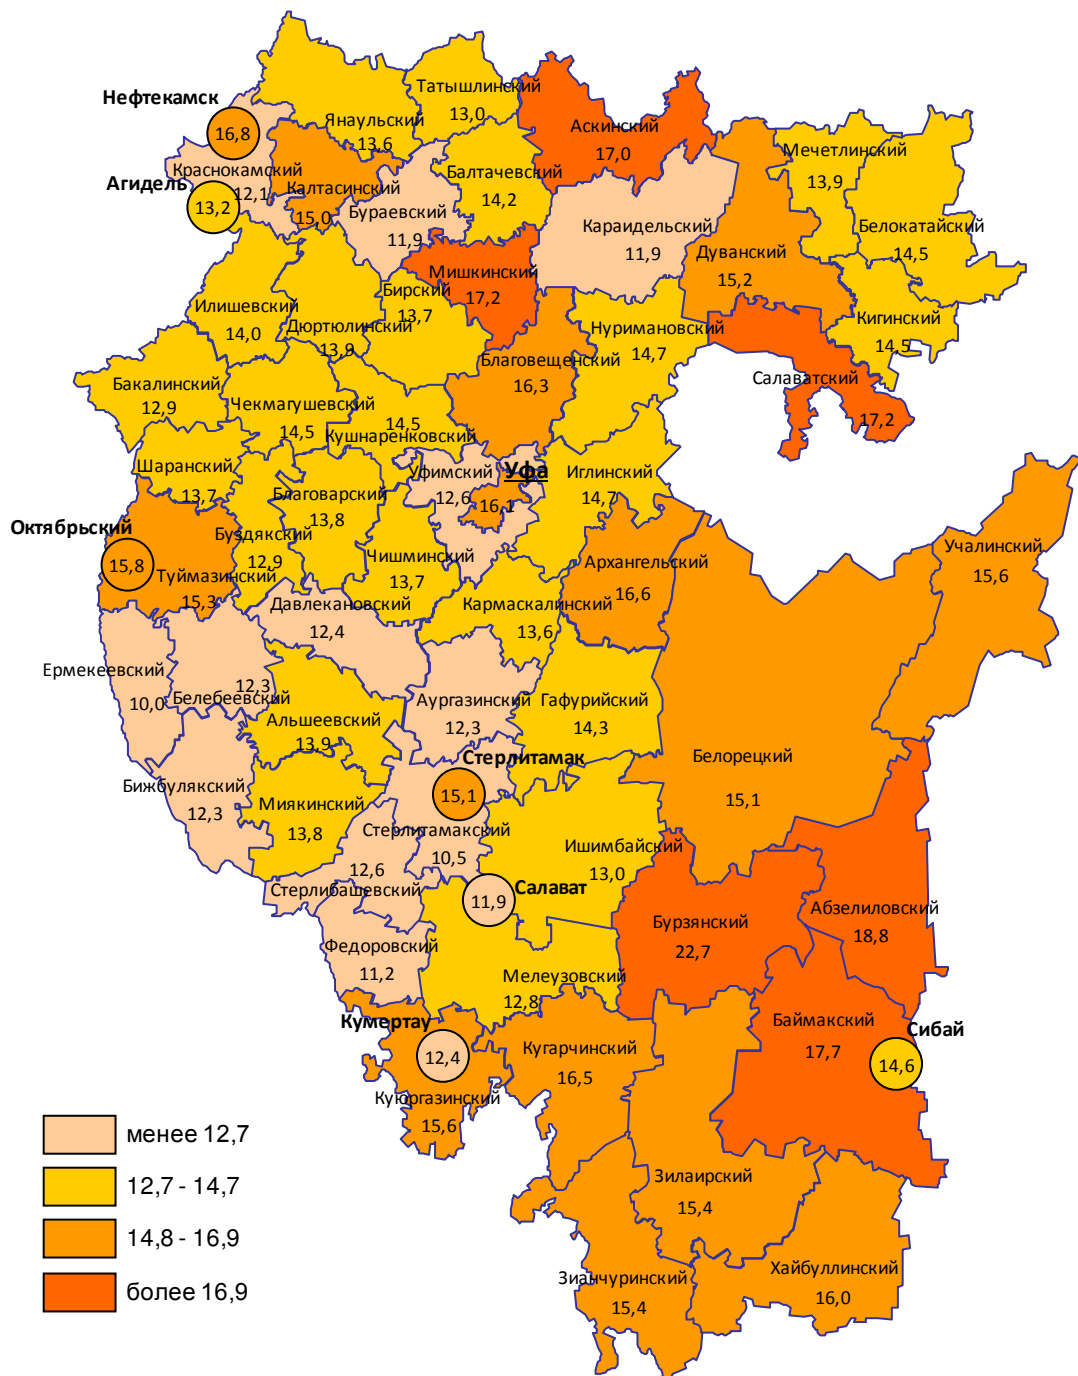 Татышлинский
13,0
Нефтекамск
16,8
Янаульский
13,6
Аскинский
17,0
Мечетлинский
13,9
Краснокамский
12,1
Агидель
13,2
Калтасинский
15,0
Балтачевский
14,2
Бураевский
11,9
Караидельский
11,9
Белокатайский
14,5
Дуванский
15,2
Мишкинский
17,2
Бирский
13,7
Илишевский
14,0
Дюртюлинский
13,9
Нуримановский
14,7
Кигинский
14,5
Благовещенский
16,3
Салаватский
17,2
Бакалинский
12,9
Чекмагушевский
14,5
14,5
Кушнаренковский
Шаранский
13,7
Уфимский
12,6
Уфа
16,1
Иглинский
14,7
Благоварский
13,8
Октябрьский
15,8
Буздякский
12,9
Туймазинский
15,3
Чишминский
13,7
Архангельский
16,6
Учалинский
15,6
Давлекановский
12,4
Кармаскалинский
13,6
Ермекеевский
10,0
12,3
Белебеевский
Аургазинский
12,3
Гафурийский
14,3
Альшеевский
13,9
Стерлитамак
15,1
Белорецкий
15,1
Бижбулякский
12,3
Миякинский
13,8
Стерлитамакский
10,5
Ишимбайский
13,0
12,6
Стерлибашевский
Салават
11,9
Абзелиловский
18,8
Бурзянский
22,7
Федоровский
11,2
Мелеузовский
12,8
Кумертау
12,4
Баймакский
17,7
Сибай
14,6
Кугарчинский
16,5
Куюргазинский
15,6
менее 12,7
12,7 - 14,7
14,8 - 16,9
более 16,9
Зилаирский
15,4
Зианчуринский
15,4
Хайбуллинский
16,0